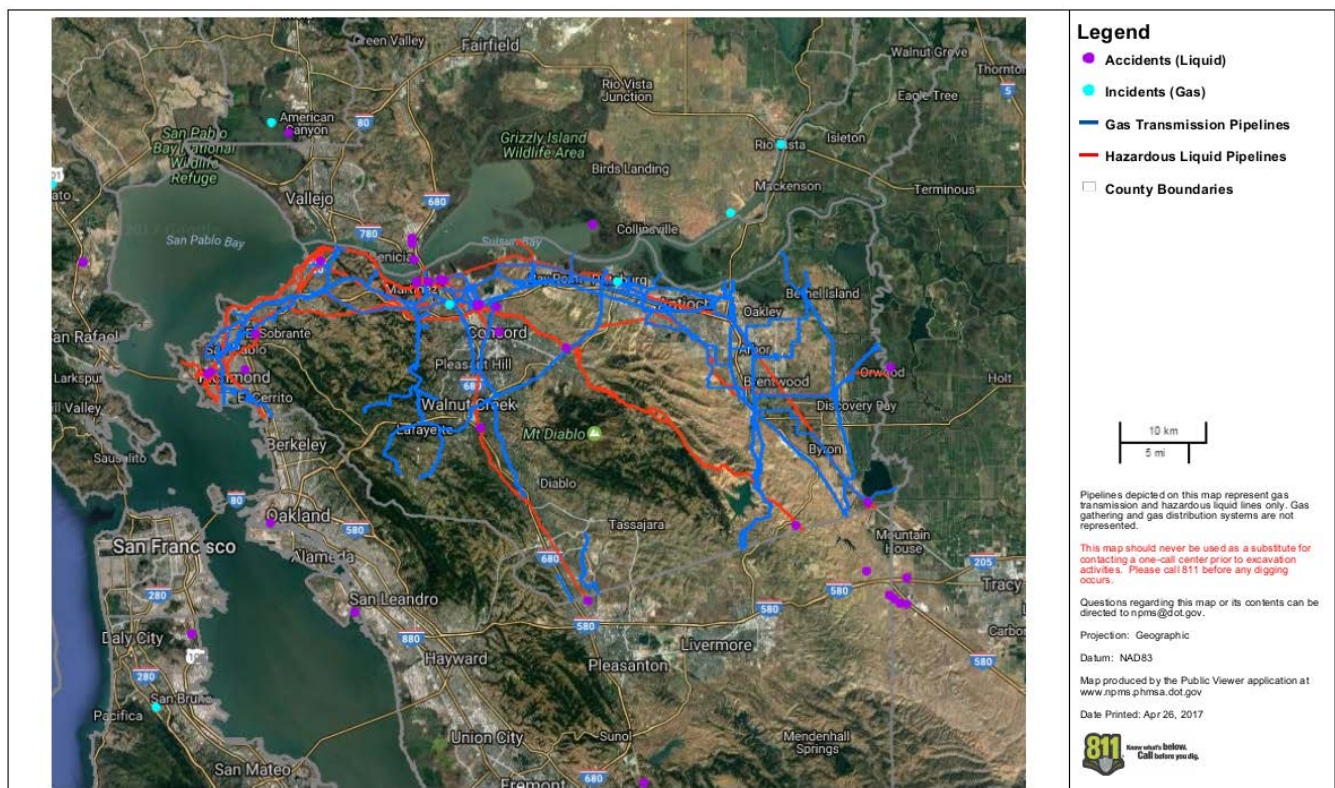 Green Valley
Fairfield
Walnut Grove
Thornton
Rio Vista
Junction
Eagle Tree
5
American
Canyon
80
San Pablo
Bay National
Wildlife
Refuge
Grizzly Island
Wildlife Area
Isleton
Birds Landing
Mackenson
Terminous
Vallejo
680
780
San Pablo Bay
Collinsville
Suisun Bay
Benicia
Martinez
Antioch
Bethel Island
Oakley
San Rafael
El Sobrante
Concord
San Pablo
Larkspur
Richmond
Pleasant Hill
680
Brentwood
Orwood
Holt
Mill Valley
El Cerrito
Walnut Creek
Discovery Bay
Lafayette
Mt Diablo
Berkeley
Byron
Sausalito
Diablo
80
Oakland
580
Tassajara
San Francisco
Alameda
680
Mountain
House
205
280
San Leandro
580
580
580
Tracy
Daly City
880
Livermore
Hayward
Pleasanton
580
280
San Bruno
Pacifica
Union City
Sunol
Mendenhall
Springs
San Mateo
Fremont
680
Legend
Accidents (Liquid)
Incidents (Gas)
Gas Transmission Pipelines
Hazardous Liquid Pipelines
County Boundaries
10 km
5 mi
Pipelines depicted on this map represent gas
transmission and hazardous liquid lines only. Gas
gathering and gas distribution systems are not
represented.
This map should never be used as a substitute for
contacting a one-call center prior to excavation
activities. Please call 811 before any digging
occurs.
Questions regarding this map or its contents can be
directed to npms@dot.gov.
Projection: Geographic
Datum: NAD83
Map produced by the Public Viewer application at
www.npms.phmsa.dot.gov
Date Printed: Apr 26, 2017
811
Know what's below.
Call before you dig.